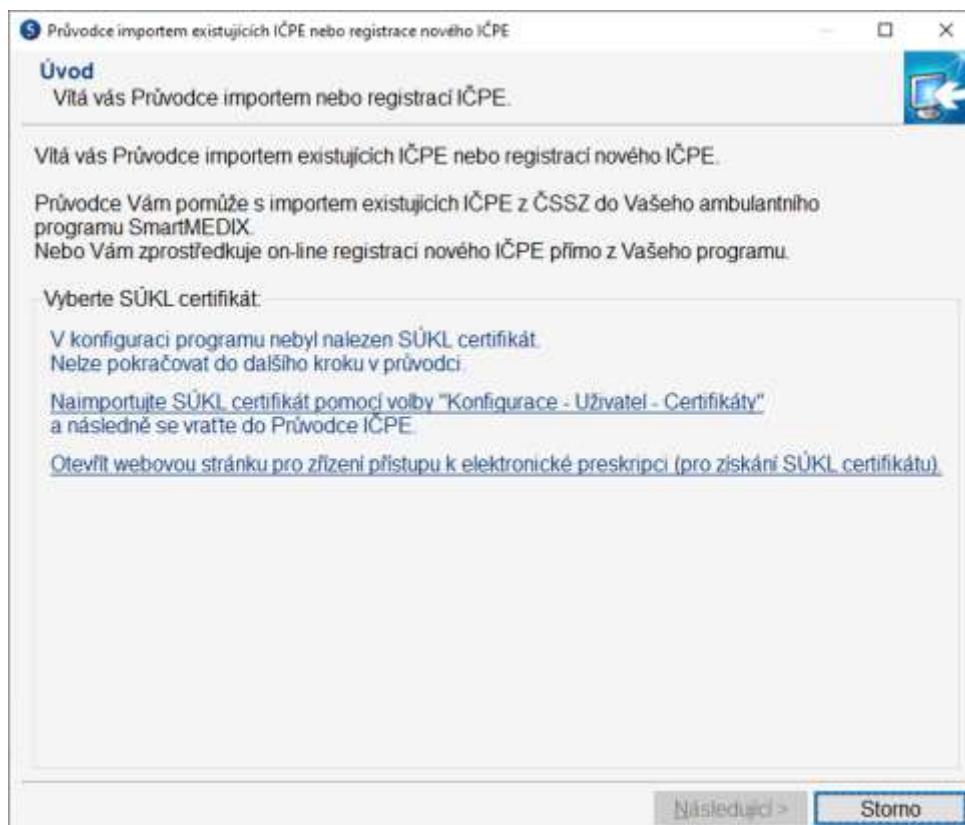 Průvodce importem existujících IČPE nebo registrace nového IČPE
Úvod
Vítá vás Průvodce importem nebo registrací IČPE.
Vítá vás Průvodce importem existujících IČPE nebo registrací nového IČPE.
Průvodce Vám pomůže s importem existujících IČPE z ČSSZ do Vašeho ambulantního
programu SmartMEDIX.
Nebo Vám zprostředkuje on-line registraci nového IČPE přímo z Vašeho programu.
Vyberte SÚKL certifikát:
V konfiguraci programu nebyl nalezen SÚKL certifikát.
Nelze pokračovat do dalšího kroku v průvodci.
Naimportujte SÚKL certifikát pomocí volby "Konfigurace - Uživatel - Certifikáty"
a následně se vraťte do Průvodce IČPE.
Otevřít webovou stránku pro zřízení přístupu k elektronické preskripci (pro získání SÚKL certifikátu).
Následující >
Storno